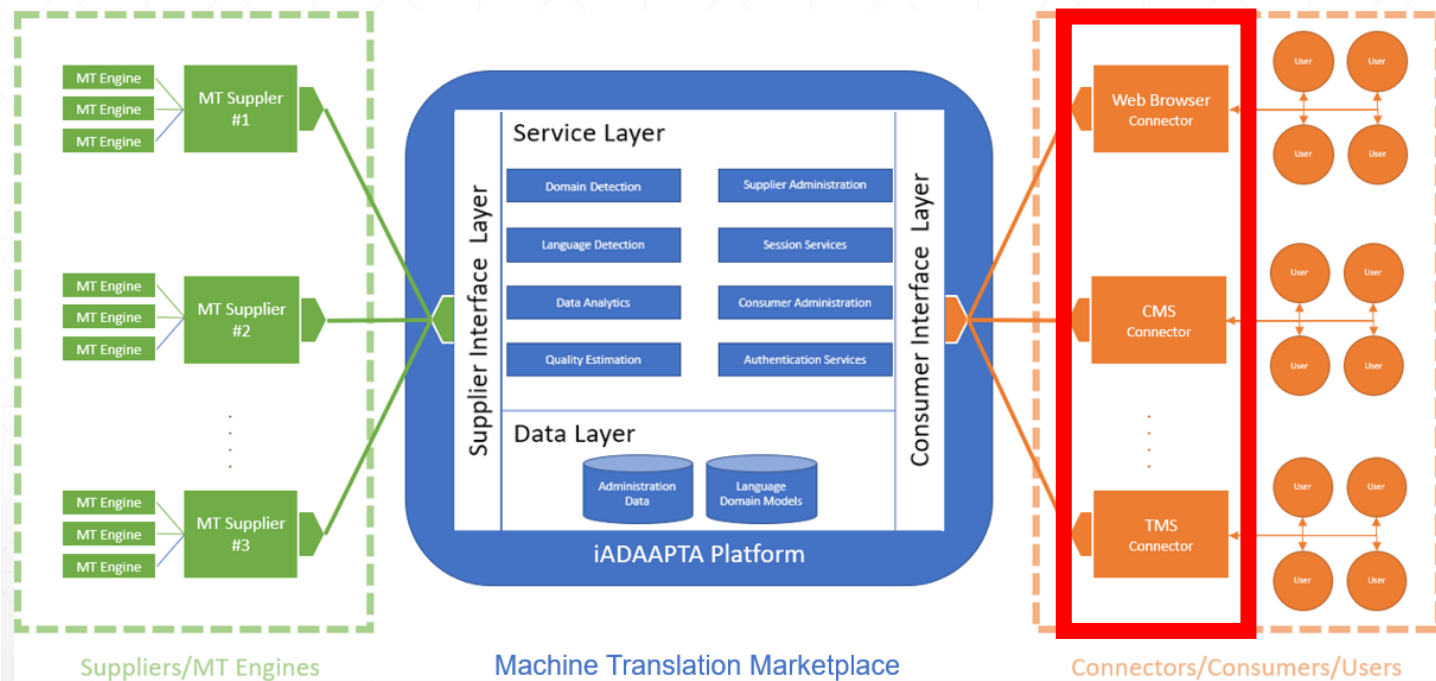 MT Engine
MT Engine
MT Engine
MT Suppler
#1
MT Engine
MT Engine
MT Engine
MT Supplier
#2
MT Engine
MT Engine
MT Engine
MT Supplier
#3
Suppliers/MT Engines
Supplier Interface Layer
Service Layer
Domain Detection
Supplier Administration
Language Detection
Session Services
Data Analytics
Consumer Administration
Quality Estimation
Authentication Services
Data Layer
Administration
Data
Language
Domain Models
Consumer Interface Layer
iADAAPTA Platform
Machine Translation Marketplace
Web Browser
Connector
User
User
User
User
CMS
Connector
User
User
User
User
TMS
Connector
User
User
User
User
Connectors/Consumers/Users